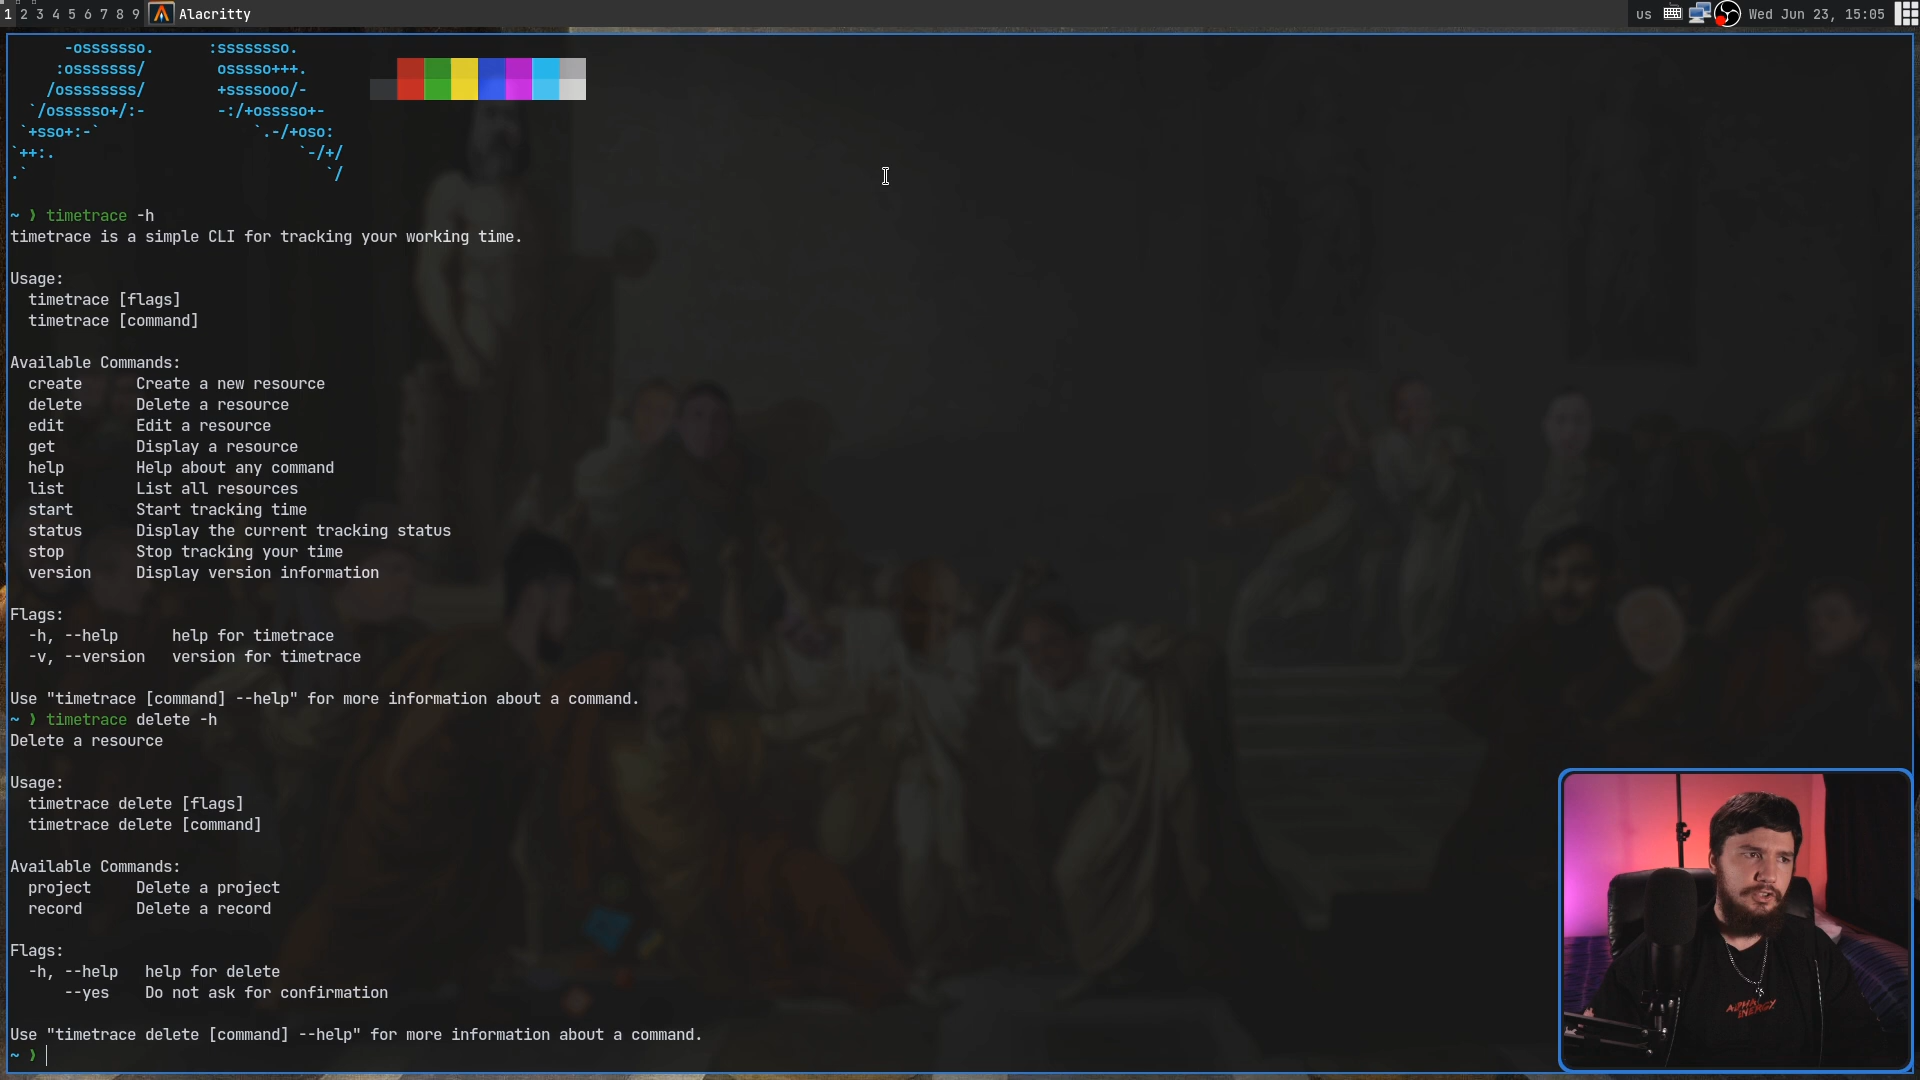 1 2 3 4 5 6 7 8 9 Alacritty us Wed Jun 23, 15:05
-osssssso. :ssssssso.
:osssssss/ osssso+++.
/ossssssss/ +ssssooo/-
`/ossssso+/:- -:/+osssso+-
`+sso+:-` `.-/+oso:
`++:. `-/+/
.` `/
~ ❯ timetrace -h
timetrace is a simple CLI for tracking your working time.
Usage:
timetrace [flags]
timetrace [command]
Available Commands:
create Create a new resource
delete Delete a resource
edit Edit a resource
get Display a resource
help Help about any command
list List all resources
start Start tracking time
status Display the current tracking status
stop Stop tracking your time
version Display version information
Flags:
-h, --help help for timetrace
-v, --version version for timetrace
Use "timetrace [command] --help" for more information about a command.
~ ❯ timetrace delete -h
Delete a resource
Usage:
timetrace delete [flags]
timetrace delete [command]
Available Commands:
project Delete a project
record Delete a record
Flags:
-h, --help help for delete
--yes Do not ask for confirmation
Use "timetrace delete [command] --help" for more information about a command.
~ ❯
ALPHA
ENERGY